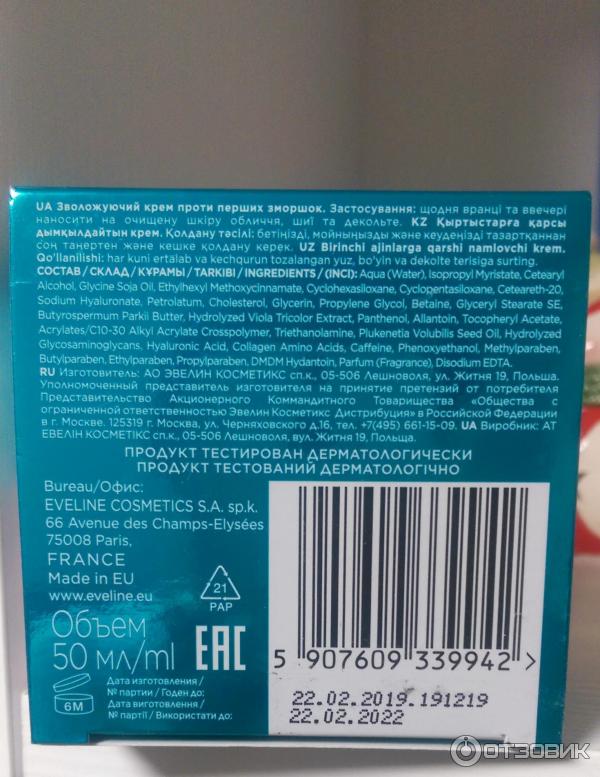 UA Зволожуючий крем проти перших зморшок. Застосування: щодня вранці та ввечері
наносити на очищену шкіру обличчя, шиї та декольте. KZ Қыртыстарға қарсы
дымқылдайтын крем. Қолдану тәсілі: бетіңізді, мойныңызды және кеудеңізді тазартқаннан
соң таңертен және кешке қолдану керек. UZ Birinchi ajinlarga qarshi namlovchi krem.
Qo'llanilishi: har kuni ertalab va kechqurun tozalangan yuz, bo'yin va dekolte terisiga surting.
СОСТАВ / СКЛАД / ҚҰРАМЫ / TARKIBI / INGREDIENTS / (INCI): Aqua (Water), Isopropyl Myristate, Cetearyl
Alcohol, Glycine Soja Oil, Ethylhexyl Methoxycinnamate, Cyclohexasiloxane, Cyclopentasiloxane, Ceteareth-20,
Sodium Hyaluronate, Petrolatum, Cholesterol, Glycerin, Propylene Glycol, Betaine, Glyceryl Stearate SE,
Butyrospermum Parkii Butter, Hydrolyzed Viola Tricolor Extract, Panthenol, Allantoin, Tocopheryl Acetate,
Acrylates/C10-30 Alkyl Acrylate Crosspolymer, Triethanolamine, Plukenetia Volubilis Seed Oil, Hydrolyzed
Glycosaminoglycans, Hyaluronic Acid, Collagen Amino Acids, Caffeine, Phenoxyethanol, Methylparaben,
Butylparaben, Ethylparaben, Propylparaben, DMDM Hydantoin, Parfum (Fragrance), Disodium EDTA.
RU Изготовитель: АО ЭВЕЛИН КОСМЕТИКС сп.к., 05-506 Лешноволя, ул. Житня 19, Польша.
Уполномоченный представитель изготовителя на принятие претензий от потребителя
Представительство Акционерного Коммандитного Товарищества "Общества с
ограниченной ответственностью Эвелин Косметикс Дистрибуция" в Российской Федерации
в г. Москве. 125319 г. Москва, ул. Черняховского д.16, тел. +7(495) 661-15-09. UA Виробник: АТ
ЕВЕЛІН КОСМЕТІКС сп.к., 05-506 Лешноволя, вул. Житня 19, Польща.
ПРОДУКТ ТЕСТИРОВАН ДЕРМАТОЛОГИЧЕСКИ
ПРОДУКТ ТЕСТОВАНИЙ ДЕРМАТОЛОГІЧНО
Bureau/Офис:
EVELINE COSMETICS S.A. sp.k.
66 Avenue des Champs-Elysées
75008 Paris,
FRANCE
Made in EU
www.eveline.eu
21
PAP
Объем
50 мл/ml
EAC
5 907609 339942 >
6M
Дата изготовления /
№ партии / Годен до:
Дата виготовлення /
№ партії / Використати до:
22.02.2019.191219
22.02.2022
ОТЗОВИК